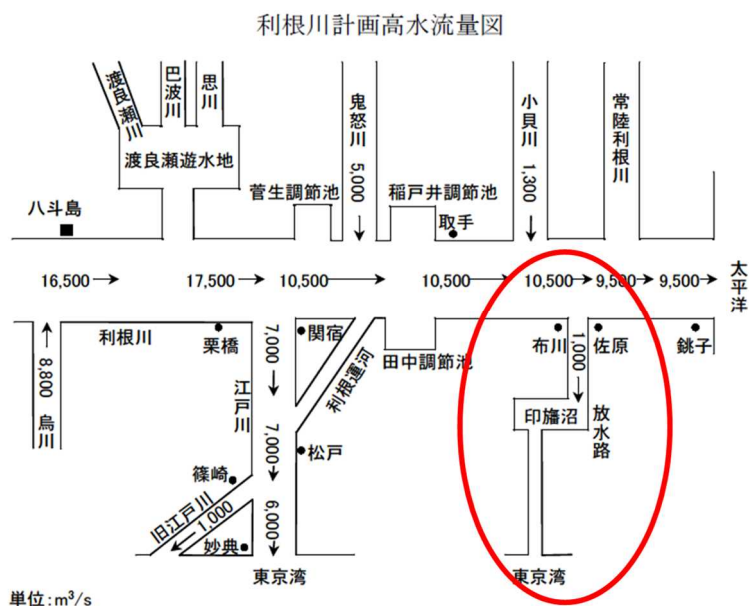 利根川計画高水流量図
渡良瀬川
巴波川
思川
鬼怒川
5,000
小貝川
1,300
常陸利根川
渡良瀬遊水地
菅生調節池
稲戸井調節池
取手
八斗島
16,500
17,500
10,500
10,500
10,500
9,500
9,500
太平洋
利根川
栗橋
7,000
関宿
利根運河
田中調節池
布川
1,000
佐原
銚子
8,800
烏川
江戸川
7,000
松戸
印旛沼
放水路
篠崎
旧江戸川
1,000
6,000
妙典
東京湾
東京湾
単位:m³/s